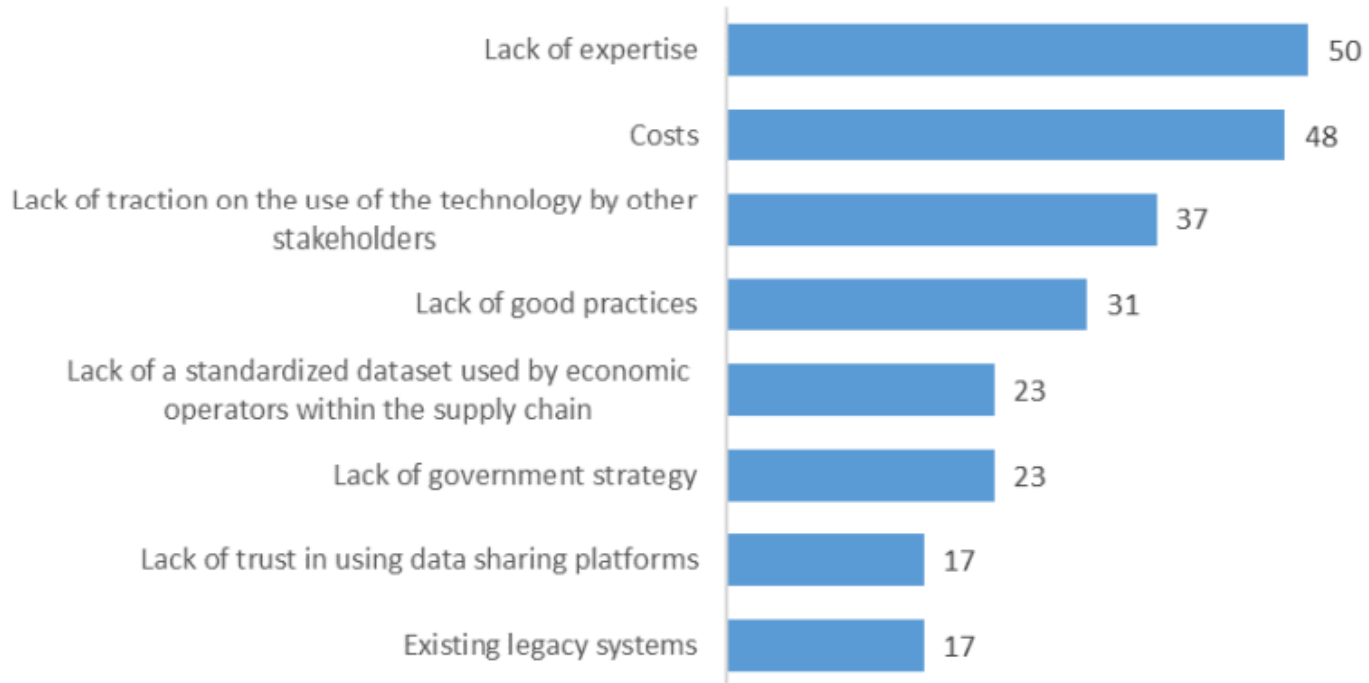 Lack of expertise
50
Costs
48
Lack of traction on the use of the technology by other
stakeholders
37
Lack of good practices
31
Lack of a standardized dataset used by economic
operators within the supply chain
23
Lack of government strategy
23
Lack of trust in using data sharing platforms
17
Existing legacy systems
17